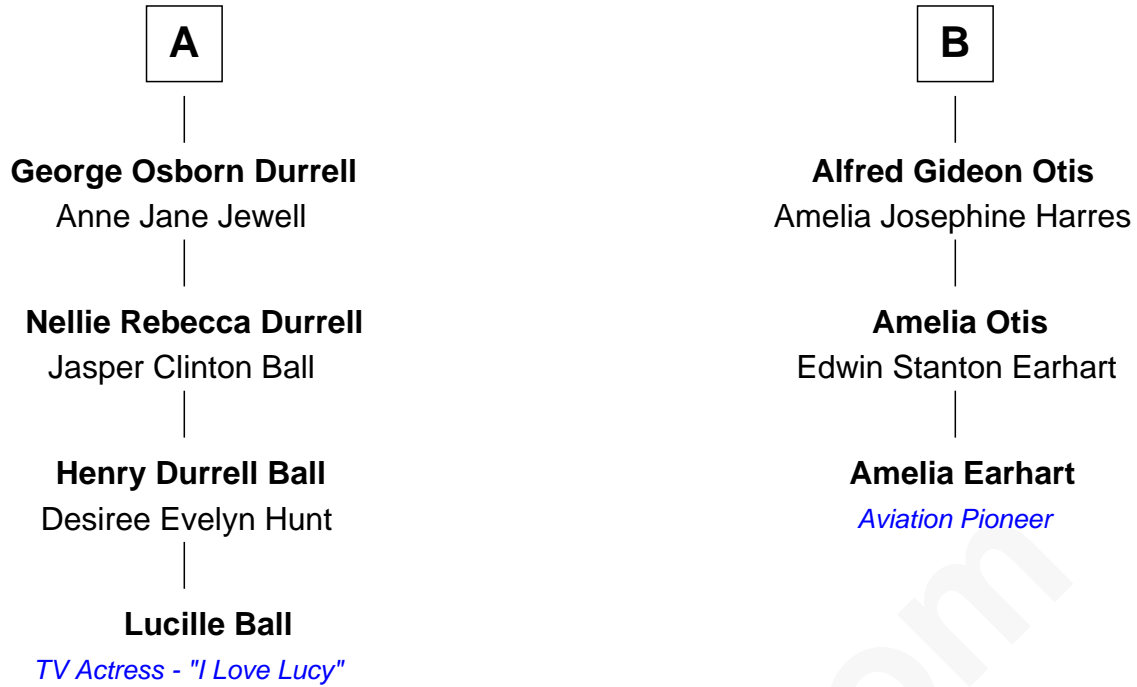 A
George Osborn Durrell
Anne Jane Jewell
Nellie Rebecca Durrell
Jasper Clinton Ball
Henry Durrell Ball
Desiree Evelyn Hunt
Lucille Ball
TV Actress - "I Love Lucy"
B
Alfred Gideon Otis
Amelia Josephine Harres
Amelia Otis
Edwin Stanton Earhart
Amelia Earhart
Aviation Pioneer
om